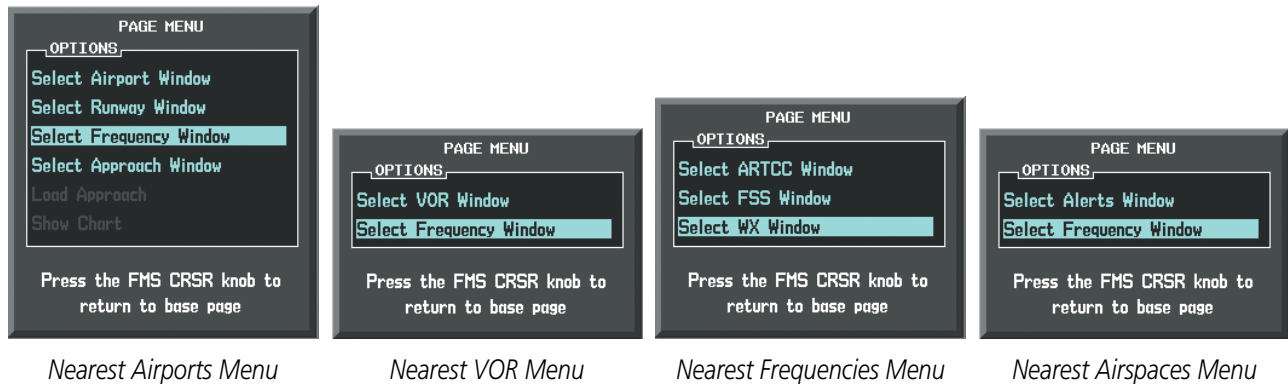 PAGE MENU
OPTIONS
Select Airport Window
Select Runway Window
Select Frequency Window
Select Approach Window
Load Approach
Show Chart
Press the FMS CRSR knob to
return to base page
Nearest Airports Menu
PAGE MENU
OPTIONS
Select VOR Window
Select Frequency Window
Press the FMS CRSR knob to
return to base page
Nearest VOR Menu
PAGE MENU
OPTIONS
Select ARTCC Window
Select FSS Window
Select WX Window
Press the FMS CRSR knob to
return to base page
Nearest Frequencies Menu
PAGE MENU
OPTIONS
Select Alerts Window
Select Frequency Window
Press the FMS CRSR knob to
return to base page
Nearest Airspaces Menu